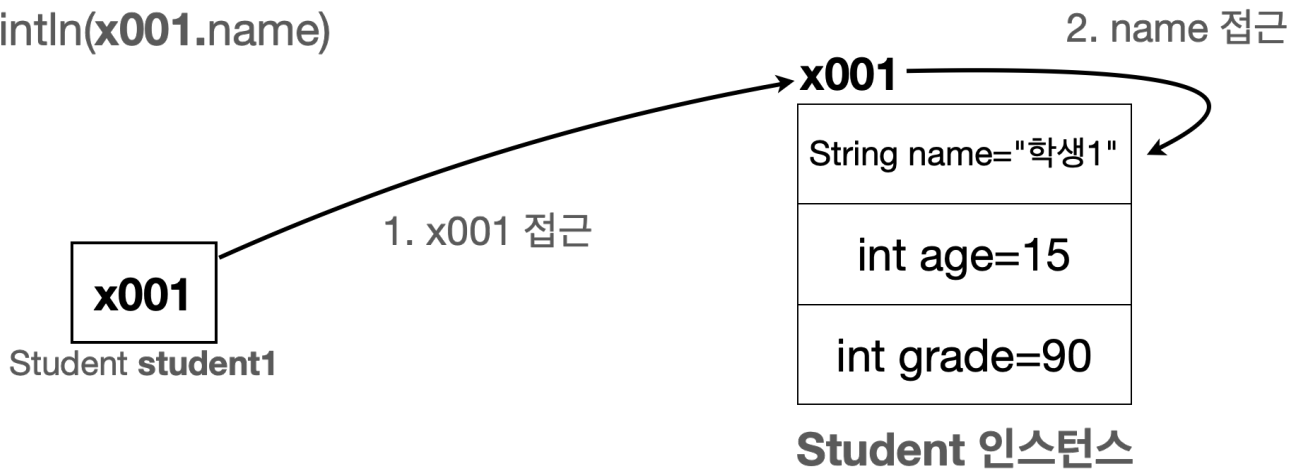 intln(x001.name)
2. name 접근
x001
String name="학생1"
1. x001 접근
int age=15
x001
int grade=90
Student student1
Student 인스턴스